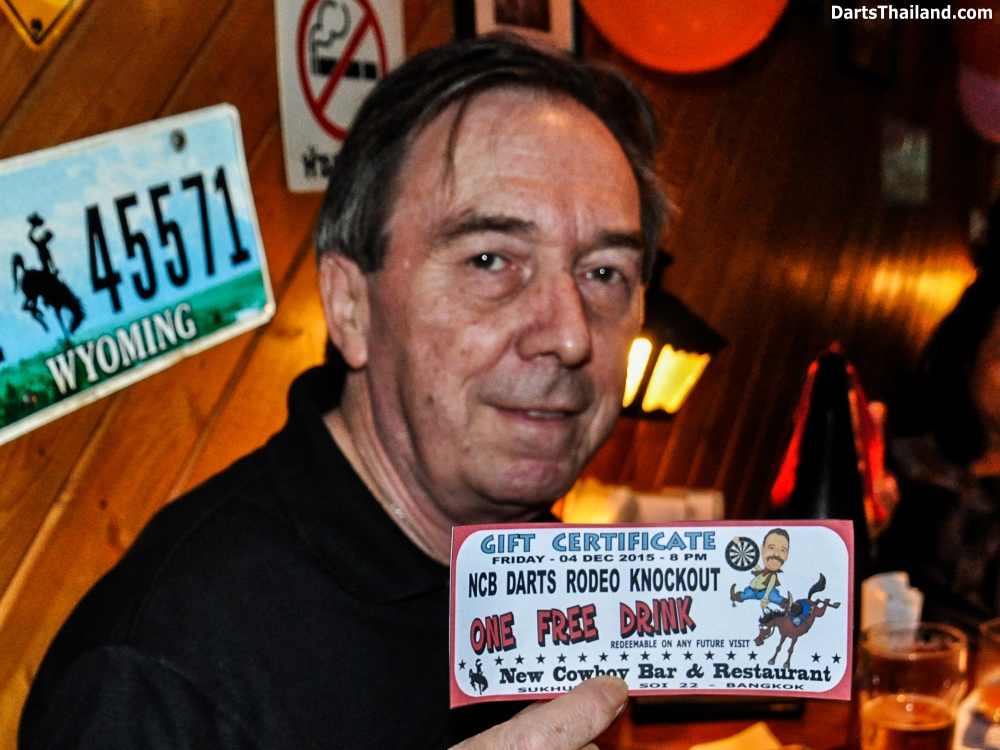 DartsThailand.com
45571
WYOMING
GIFT CERTIFICATE
FRIDAY - 04 DEC 2015 - 8 PM
NCB DARTS RODEO KNOCKOUT
ONE FREE DRINK
REDEEMABLE ON ANY FUTURE VISIT
New Cowboy Bar & Restaurant
SOI 22 - BANGKOK